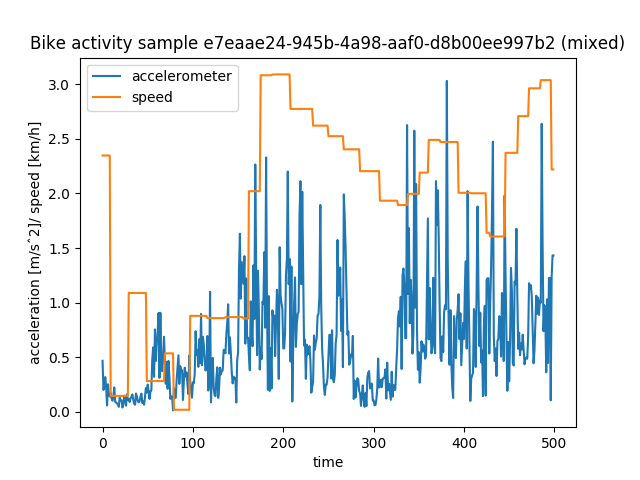 Bike activity sample e7eaae24-945b-4a98-aaf0-d8b00ee997b2 (mixed)
accelerometer
speed
acceleration [m/s^2]/ speed [km/h]
3.0
2.5
2.0
1.5
1.0
0.5
0.0
0 100 200 300 400 500
time